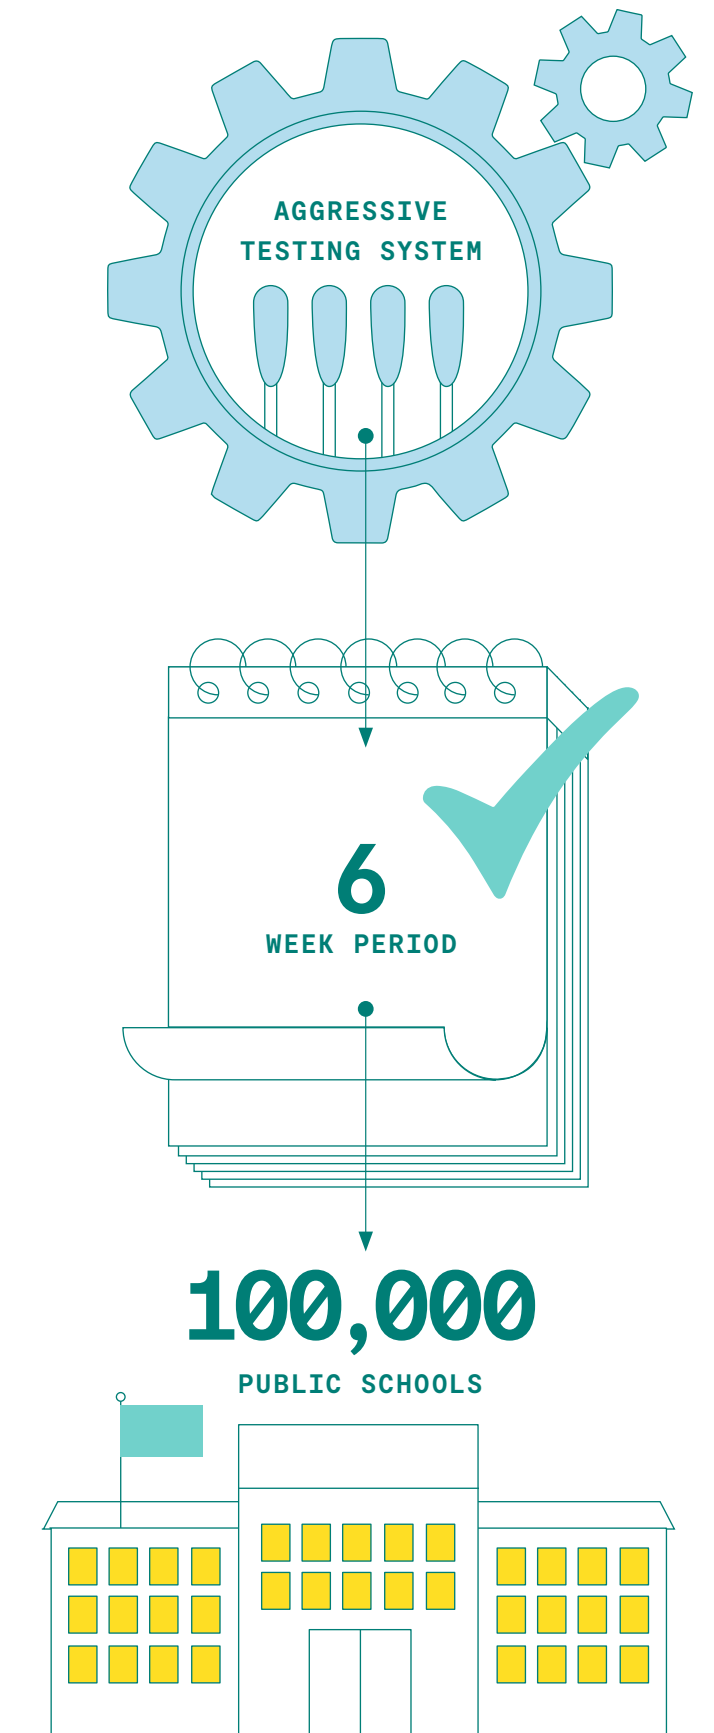 AGGRESSIVE
TESTING SYSTEM
6
WEEK PERIOD
100,000
PUBLIC SCHOOLS